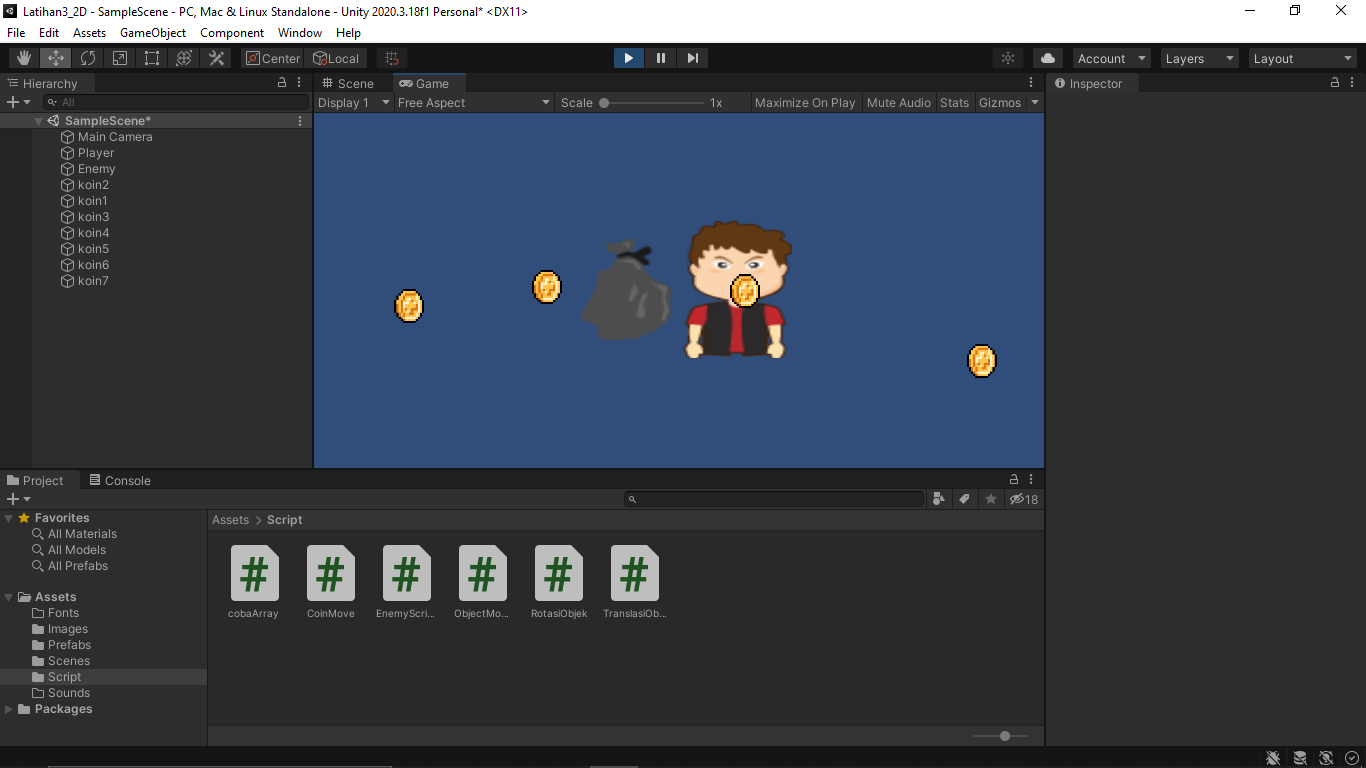 Latihan3_2D - SampleScene - PC, Mac & Linux Standalone - Unity 2020.3.18f1 Personal* <DX11>
File Edit Assets GameObject Component Window Help
Center Local Account Layers Layout
Hierarchy
All
SampleScene*
Main Camera
Player
Enemy
koin2
koin1
koin3
koin4
koin5
koin6
koin7
Scene Game
Display 1 Free Aspect Scale 1x Maximize On Play Mute Audio Stats Gizmos
Inspector
Project Console
18
Favorites
All Materials
All Models
All Prefabs
Assets
Fonts
Images
Prefabs
Scenes
Script
Sounds
Packages
Assets > Script
cobaArray CoinMove EnemyScri... ObjectMo... RotasiObjek TranslasiOb...